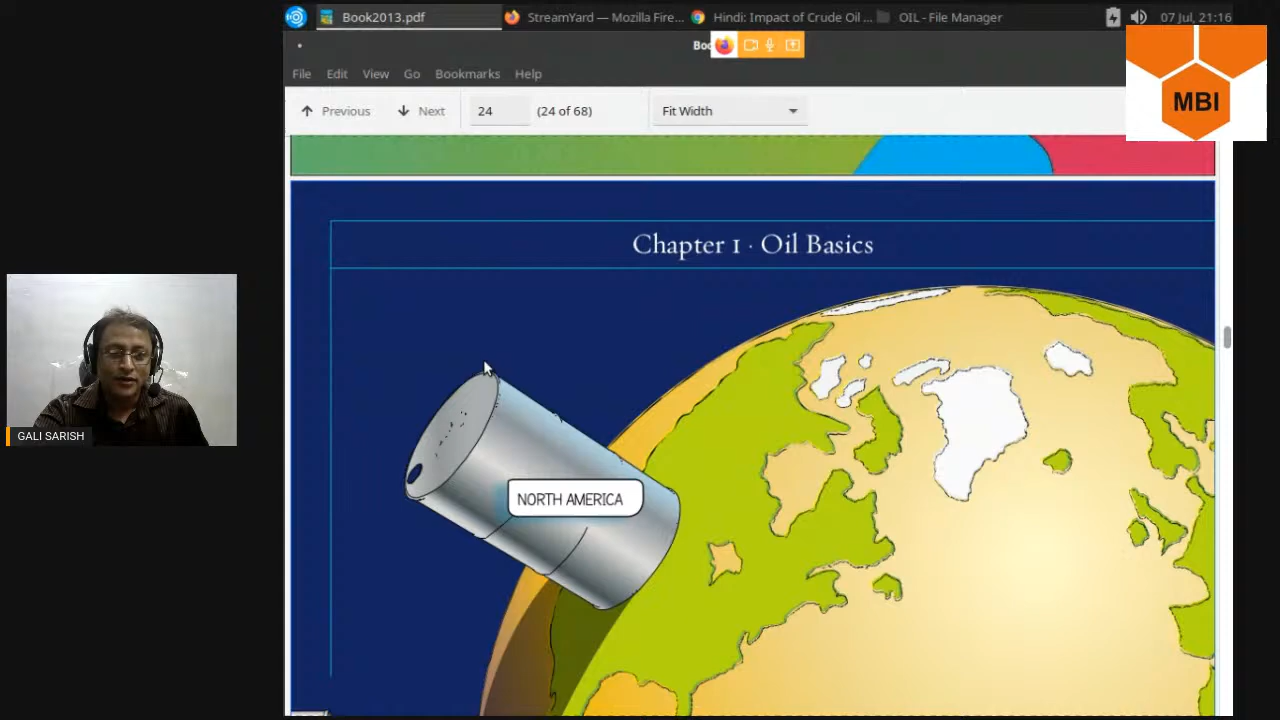 Book2013.pdf
StreamYard — Mozilla Fire...
Hindi: Impact of Crude Oil ...
OIL - File Manager
07 Jul, 21:16
Boo
File Edit View Go Bookmarks Help
MBI
Previous Next 24 (24 of 68) Fit Width
Chapter 1 · Oil Basics
GALI SARISH
NORTH AMERICA